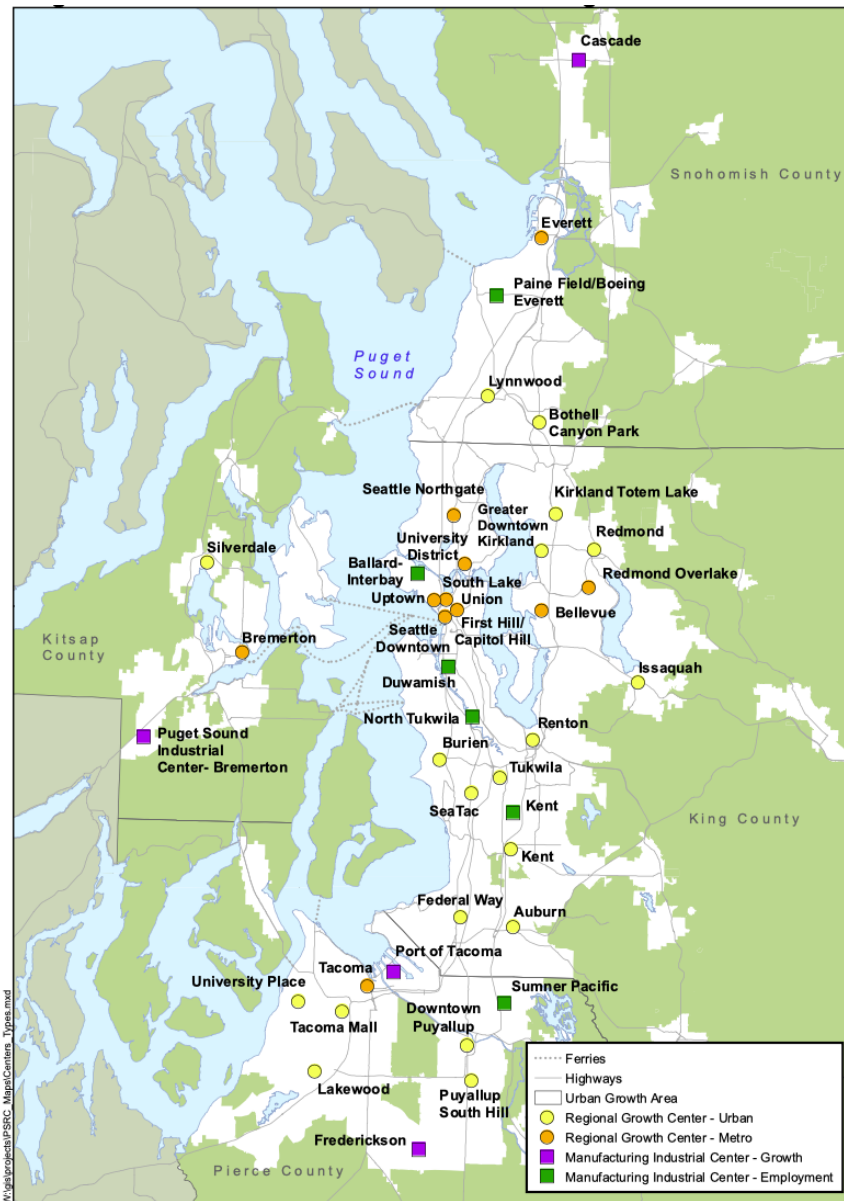 Cascade
Snohomish County
Everett
Paine Field/Boeing
Everett
Puget
Sound
Lynnwood
Bothell
Canyon Park
Seattle Northgate
Kirkland Totem Lake
Greater
Downtown
Kirkland
University
District
Redmond
Silverdale
Ballard-
Interbay
Redmond Overlake
South Lake
Union
Uptown
Bellevue
First Hill/
Capitol Hill
Seattle
Downtown
Kitsap
County
Bremerton
Issaquah
Duwamish
North Tukwila
Renton
Puget Sound
Industrial
Center- Bremerton
Burien
Tukwila
SeaTac
Kent
King County
Kent
Federal Way
Auburn
Port of Tacoma
Tacoma
University Place
Sumner Pacific
Tacoma Mall
Downtown
Puyallup
Lakewood
Puyallup
South Hill
Frederickson
Pierce County
Ferries
Highways
Urban Growth Area
Regional Growth Center - Urban
Regional Growth Center - Metro
Manufacturing Industrial Center - Growth
Manufacturing Industrial Center - Employment